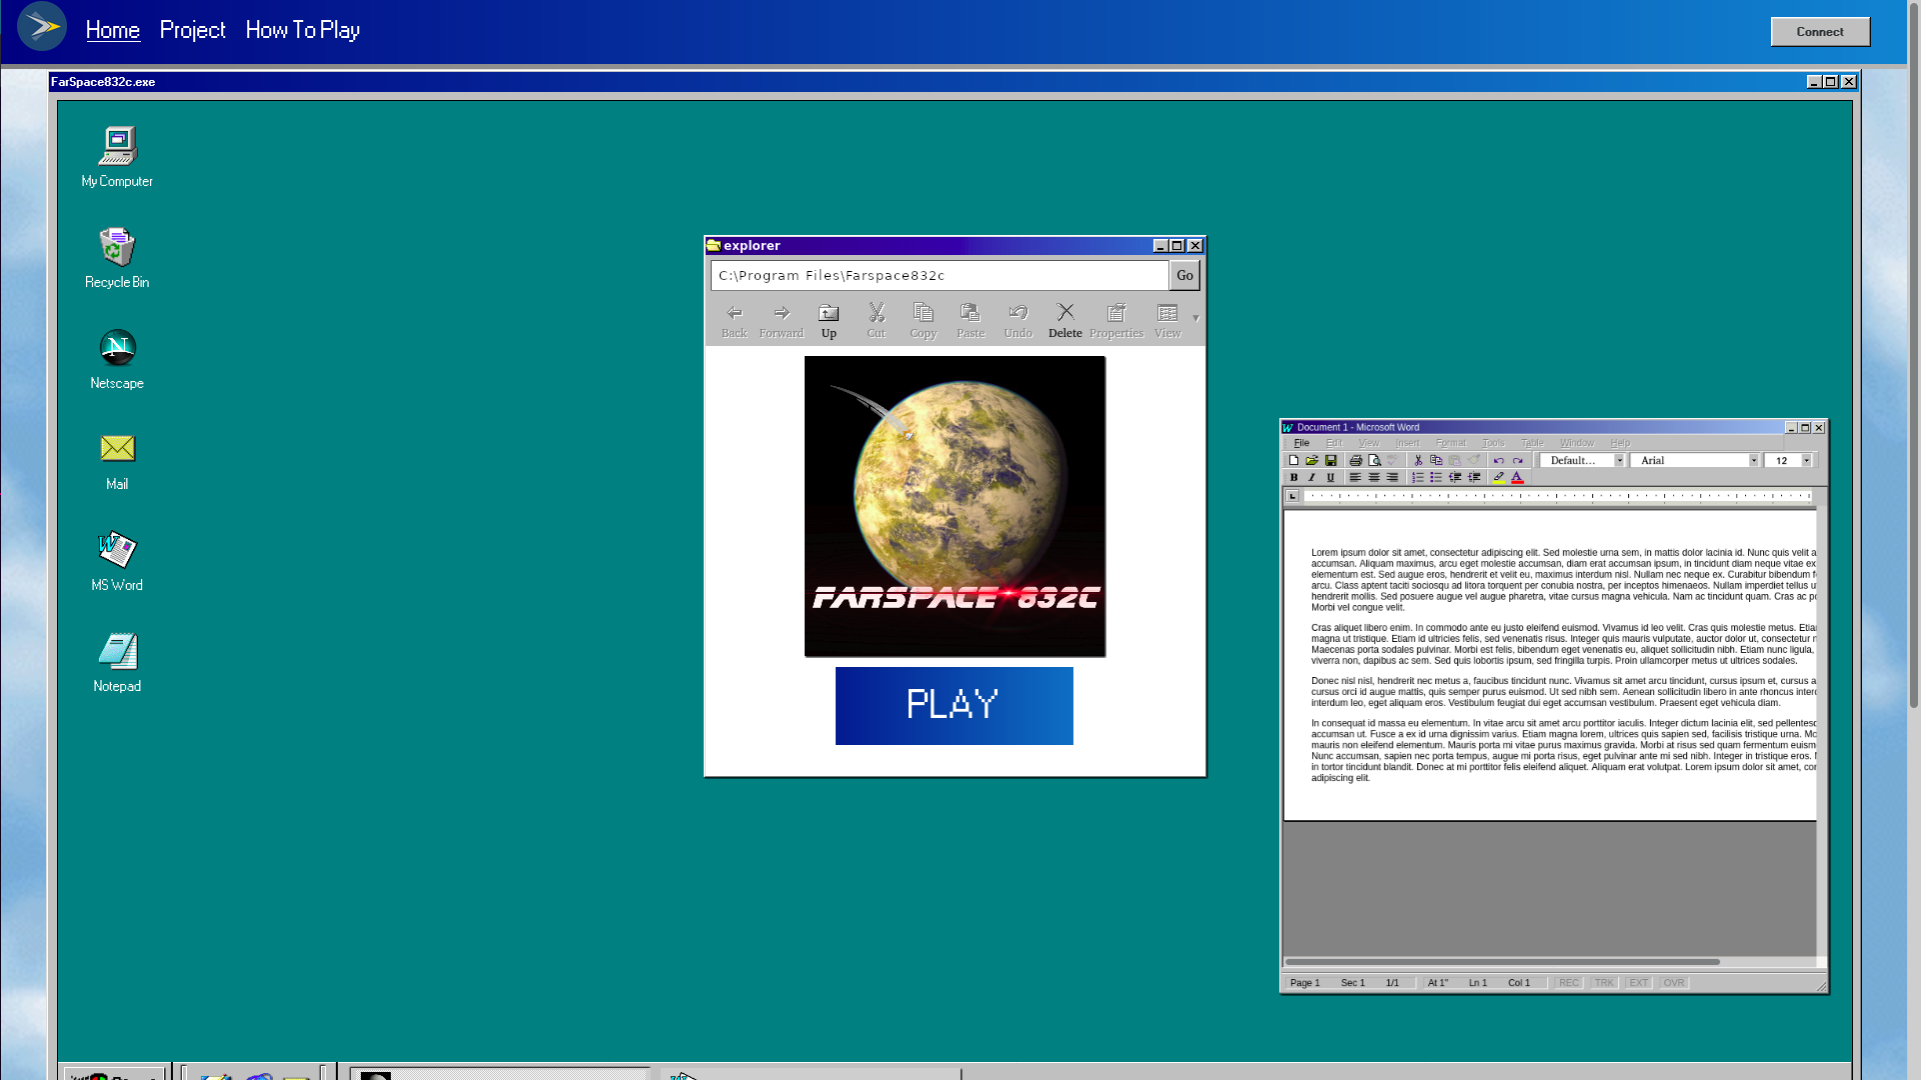 Home Project How To Play
Connect
FarSpace832c.exe
My Computer
Recycle Bin
Netscape
Mail
MS Word
Notepad
explorer
C:\Program Files\Farspace832c
Go
Back Forward Up Cut Copy Paste Undo Delete Properties View
FARSPACE 832C
PLAY
Document 1 - Microsoft Word
File Edit View Insert Format Tools Table Window Help
Default... Arial 12
B I U
Lorem ipsum dolor sit amet, consectetur adipiscing elit. Sed molestie urna sem, in mattis dolor lacinia id. Nunc quis velit a
accumsan. Aliquam maximus, arcu eget molestie accumsan, diam erat accumsan ipsum, in tincidunt diam neque vitae ex
elementum est. Sed augue eros, hendrerit et velit eu, maximus interdum nisl. Nullam nec neque ex. Curabitur bibendum f
arcu. Class aptent taciti sociosqu ad litora torquent per conubia nostra, per inceptos himenaeos. Nullam imperdiet tellus u
hendrerit mollis. Sed posuere augue vel augue pharetra, vitae cursus magna vehicula. Nam ac tincidunt quam. Cras ac
Morbi vel congue velit.
Cras aliquet libero enim. In commodo ante eu justo eleifend euismod. Vivamus id leo velit. Cras quis molestie metus. Etia
magna ut tristique. Etiam id ultricies felis, sed venenatis risus. Integer quis mauris vulputate, auctor dolor ut, consectetur
Maecenas porta sodales pulvinar. Morbi est felis, bibendum eget venenatis eu, aliquet sollicitudin nibh. Etiam nunc ligula,
viverra non, dapibus ac sem. Sed quis lobortis ipsum, sed fringilla turpis. Proin ullamcorper metus ut ultrices sodales.
Donec nisl nisl, hendrerit nec metus a, faucibus tincidunt nunc. Vivamus sit amet arcu tincidunt, cursus ipsum et, cursus a
cursus orci id augue mattis, quis semper purus euismod. Ut sed nibh sem. Aenean sollicitudin libero in ante rhoncus inter
interdum leo, eget aliquam eros. Vestibulum feugiat dui eget accumsan vestibulum. Praesent eget vehicula diam.
In consequat id massa eu elementum. In vitae arcu sit amet arcu porttitor iaculis. Integer dictum lacinia elit, sed pellentesc
accumsan ut. Fusce a ex id urna dignissim varius. Etiam magna lorem, ultrices quis sapien sed, facilisis tristique urna. Mo
mauris non eleifend elementum. Mauris porta mi vitae purus maximus gravida. Morbi at risus sed quam fermentum euism
Nunc accumsan, sapien nec porta tempus, augue mi porta risus, eget pulvinar ante mi sed nibh. Integer in tristique eros.
in tortor tincidunt blandit. Donec at mi porttitor felis eleifend aliquet. Aliquam erat volutpat. Lorem ipsum dolor sit amet, cor
adipiscing elit.
Page 1 Sec 1 1/1 At 1" Ln 1 Col 1 REC TRK EXT OVR